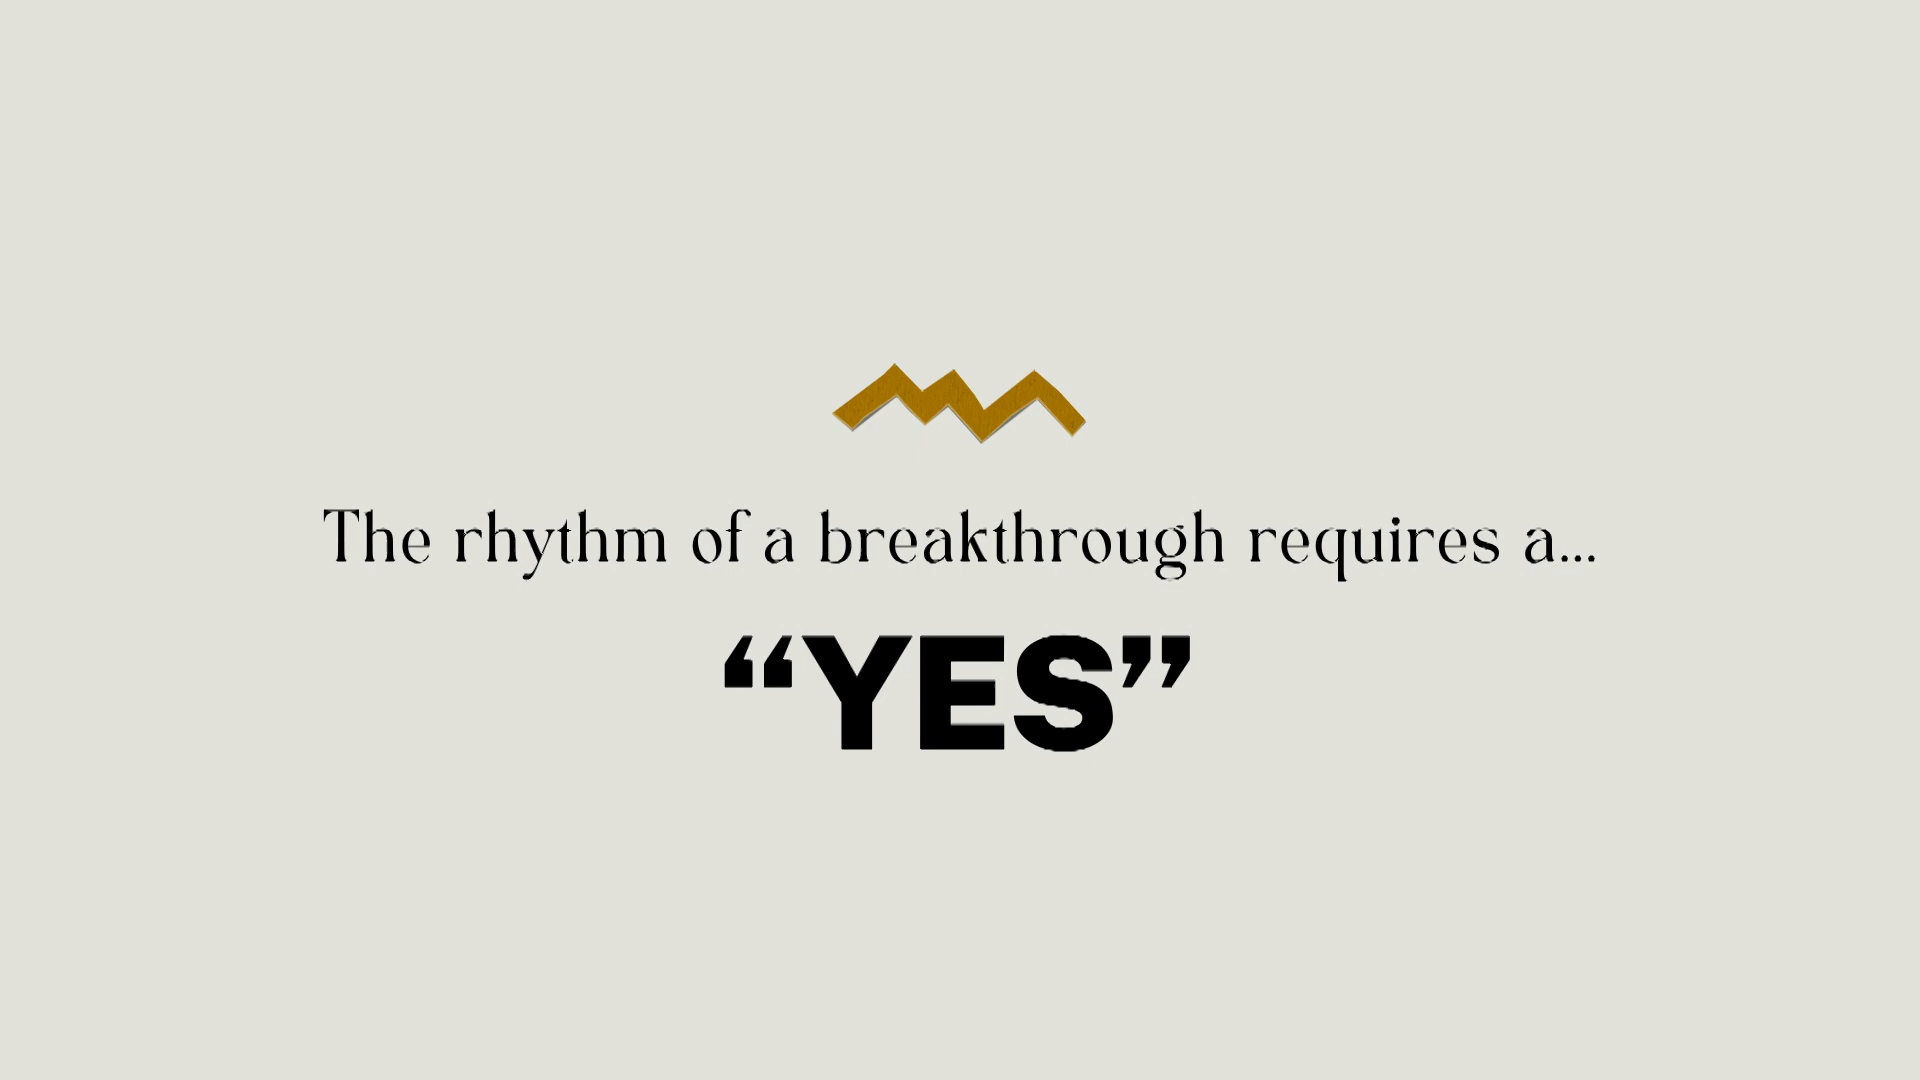 The rhythm of a breakthrough requires a...
“YES”